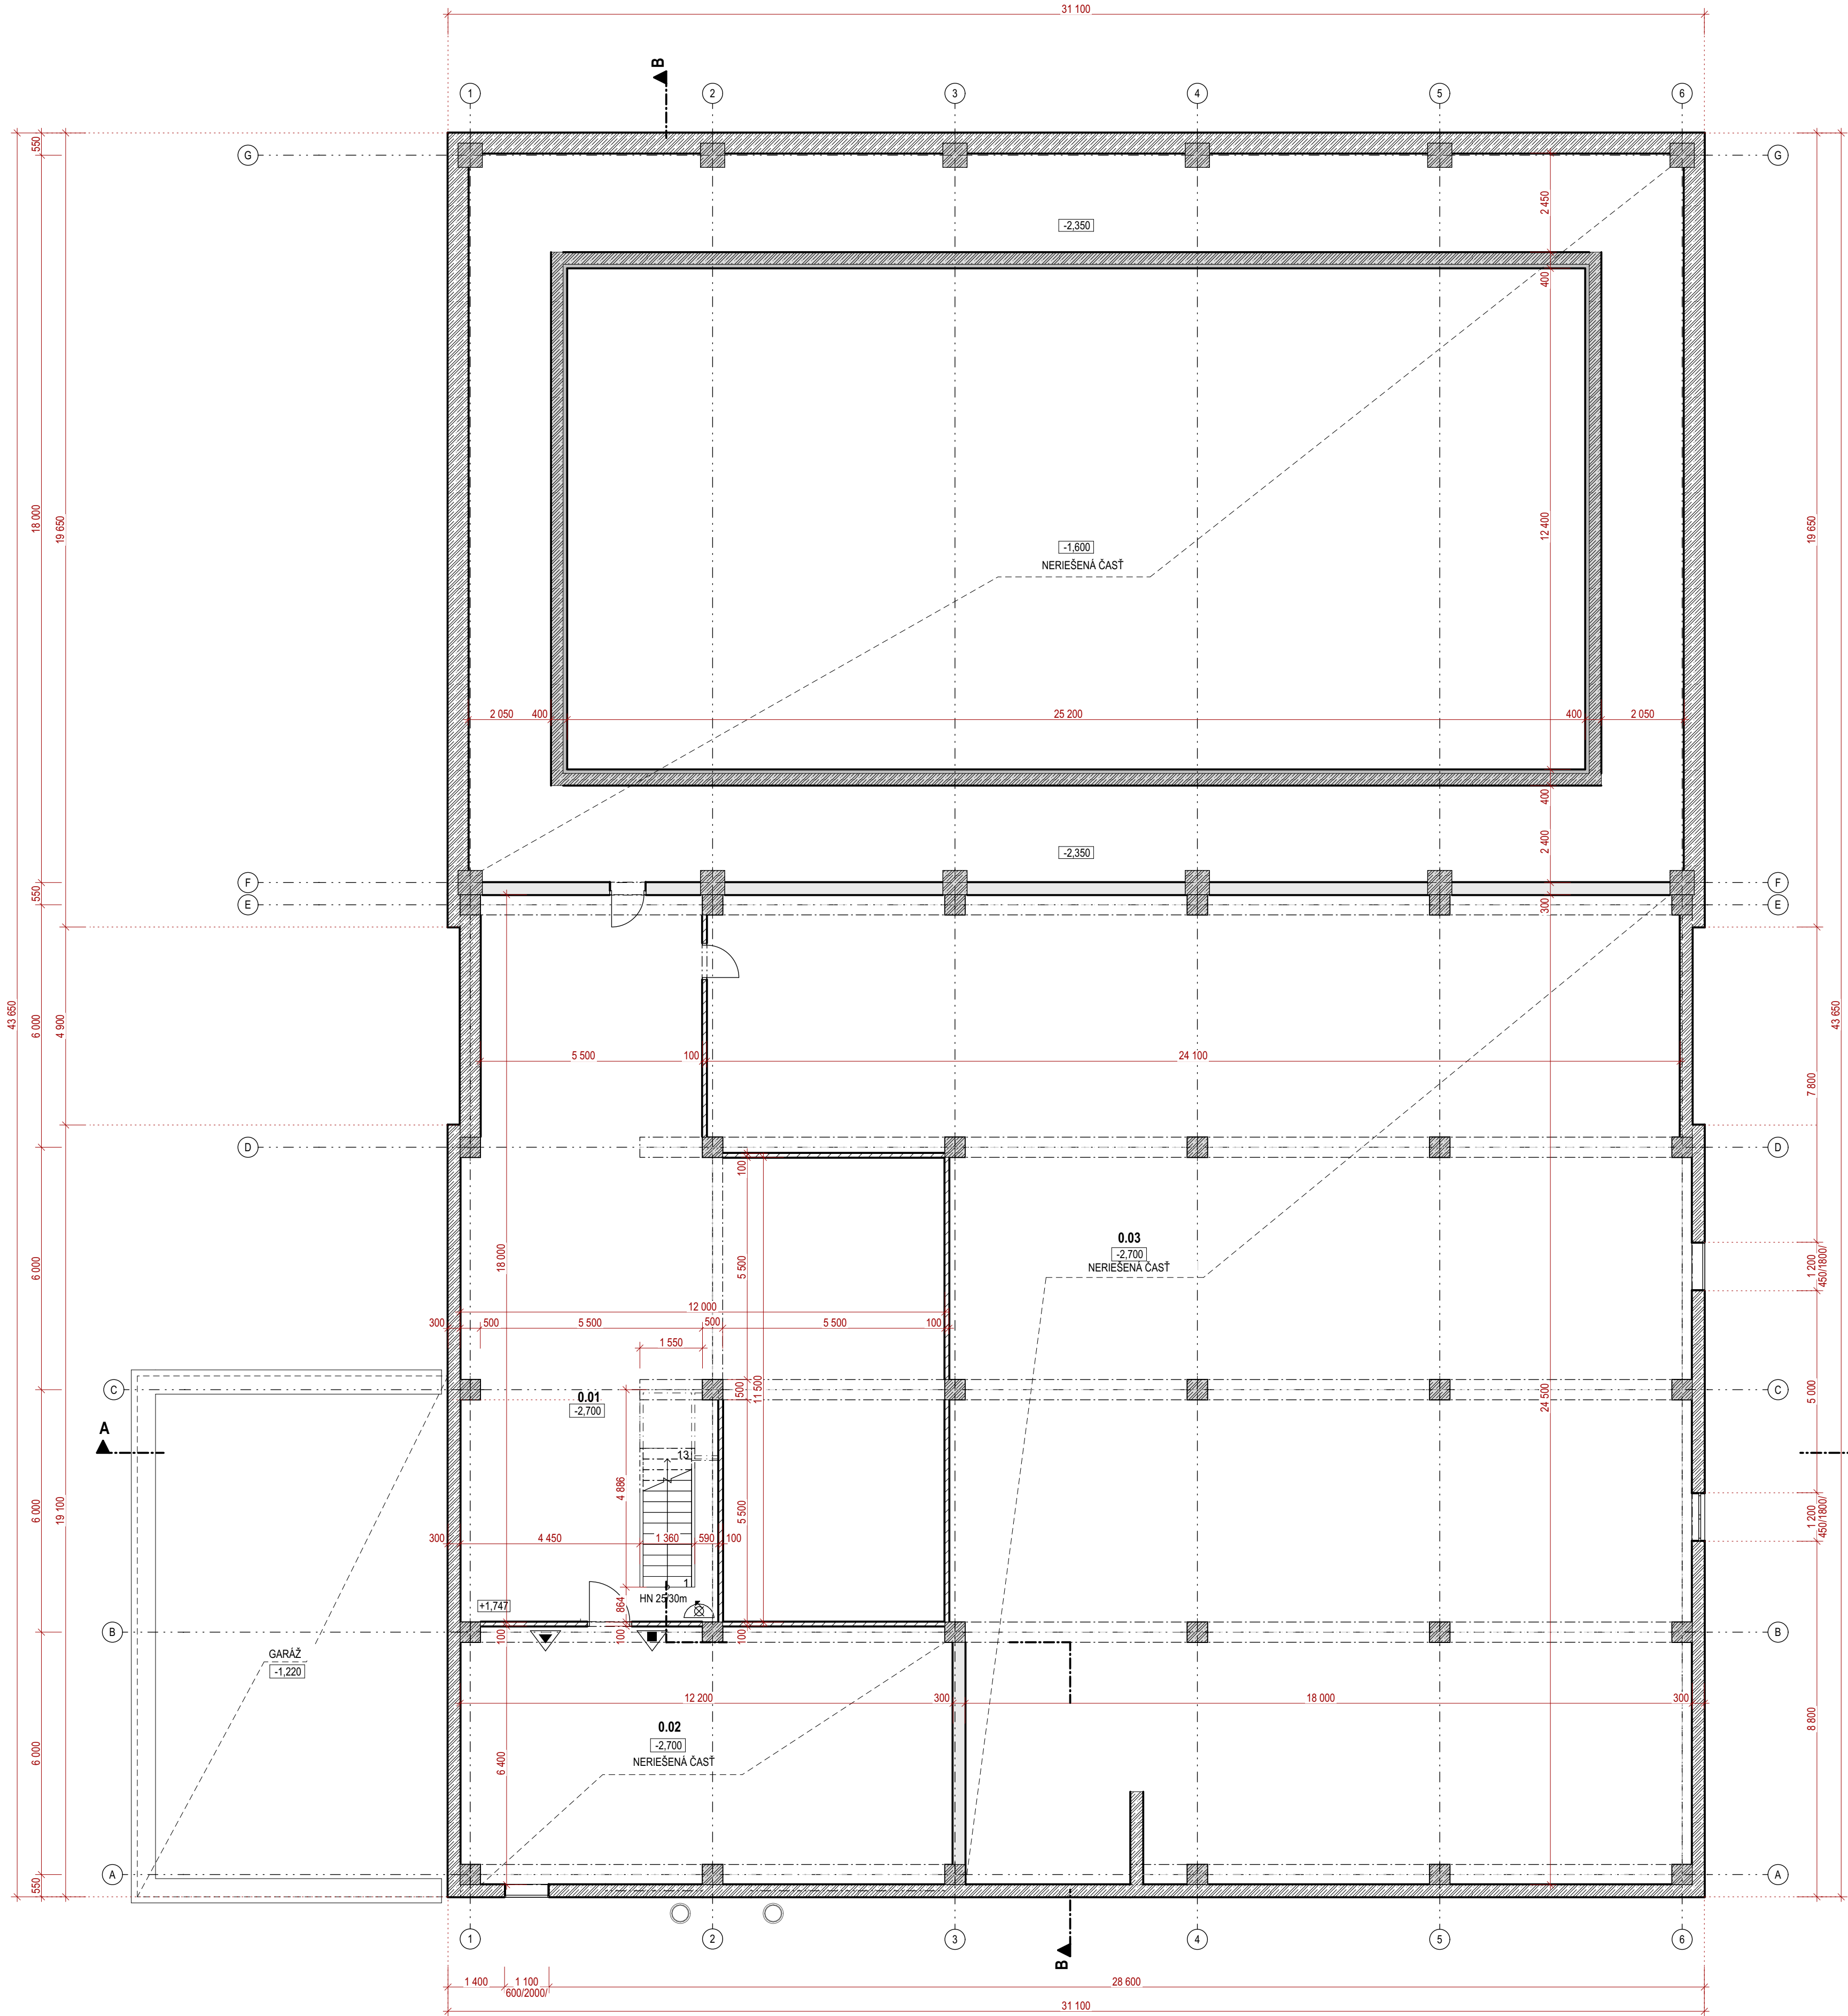 31 100
B
1 2 3 4 5 6
550
G G
2 450
-2,350
400
18 000
19 650
19 650
12 400
-1,600
NERIEŠENÁ ČASŤ
2 050 400 25 200 400 2 050
400
2 400
-2,350
F F
550
E E
300
43 650
6 000
4 900
43 650
5 500 100 24 100
7 800
D D
100
18 000
5 500
0.03
-2,700
NERIEŠENÁ ČASŤ
6 000
1 200
450/1800/
12 000
300 500 5 500 500 5 500 100
1 550
C C
0.01
-2,700
500
11 500
24 500
5 000
A
13
4 886
5 500
6 000
19 100
1 200
450/1800/
300 4 450 1 360 590 100
1
HN 25/30m
+1,747
864
B B
100 100 100
GARÁŽ
-1,220
12 200 300 18 000 300
0.02
-2,700
NERIEŠENÁ ČASŤ
6 400
6 000
8 800
A A
550
1 2 3 4 5 6
B
1 400 1 100 28 600
600/2000/
31 100